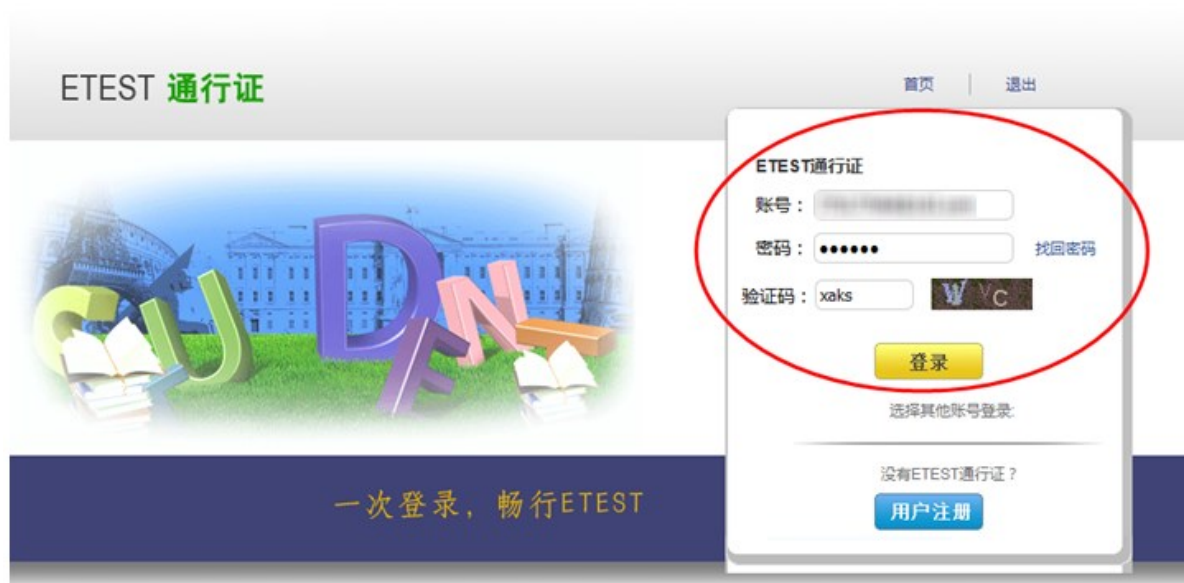 ETEST 通行证
首页 | 退出
ETEST通行证
账号：
密码： ●●●●●● 找回密码
验证码： xaks
登录
选择其他账号登录:
没有ETEST通行证？
用户注册
一次登录，畅行ETEST